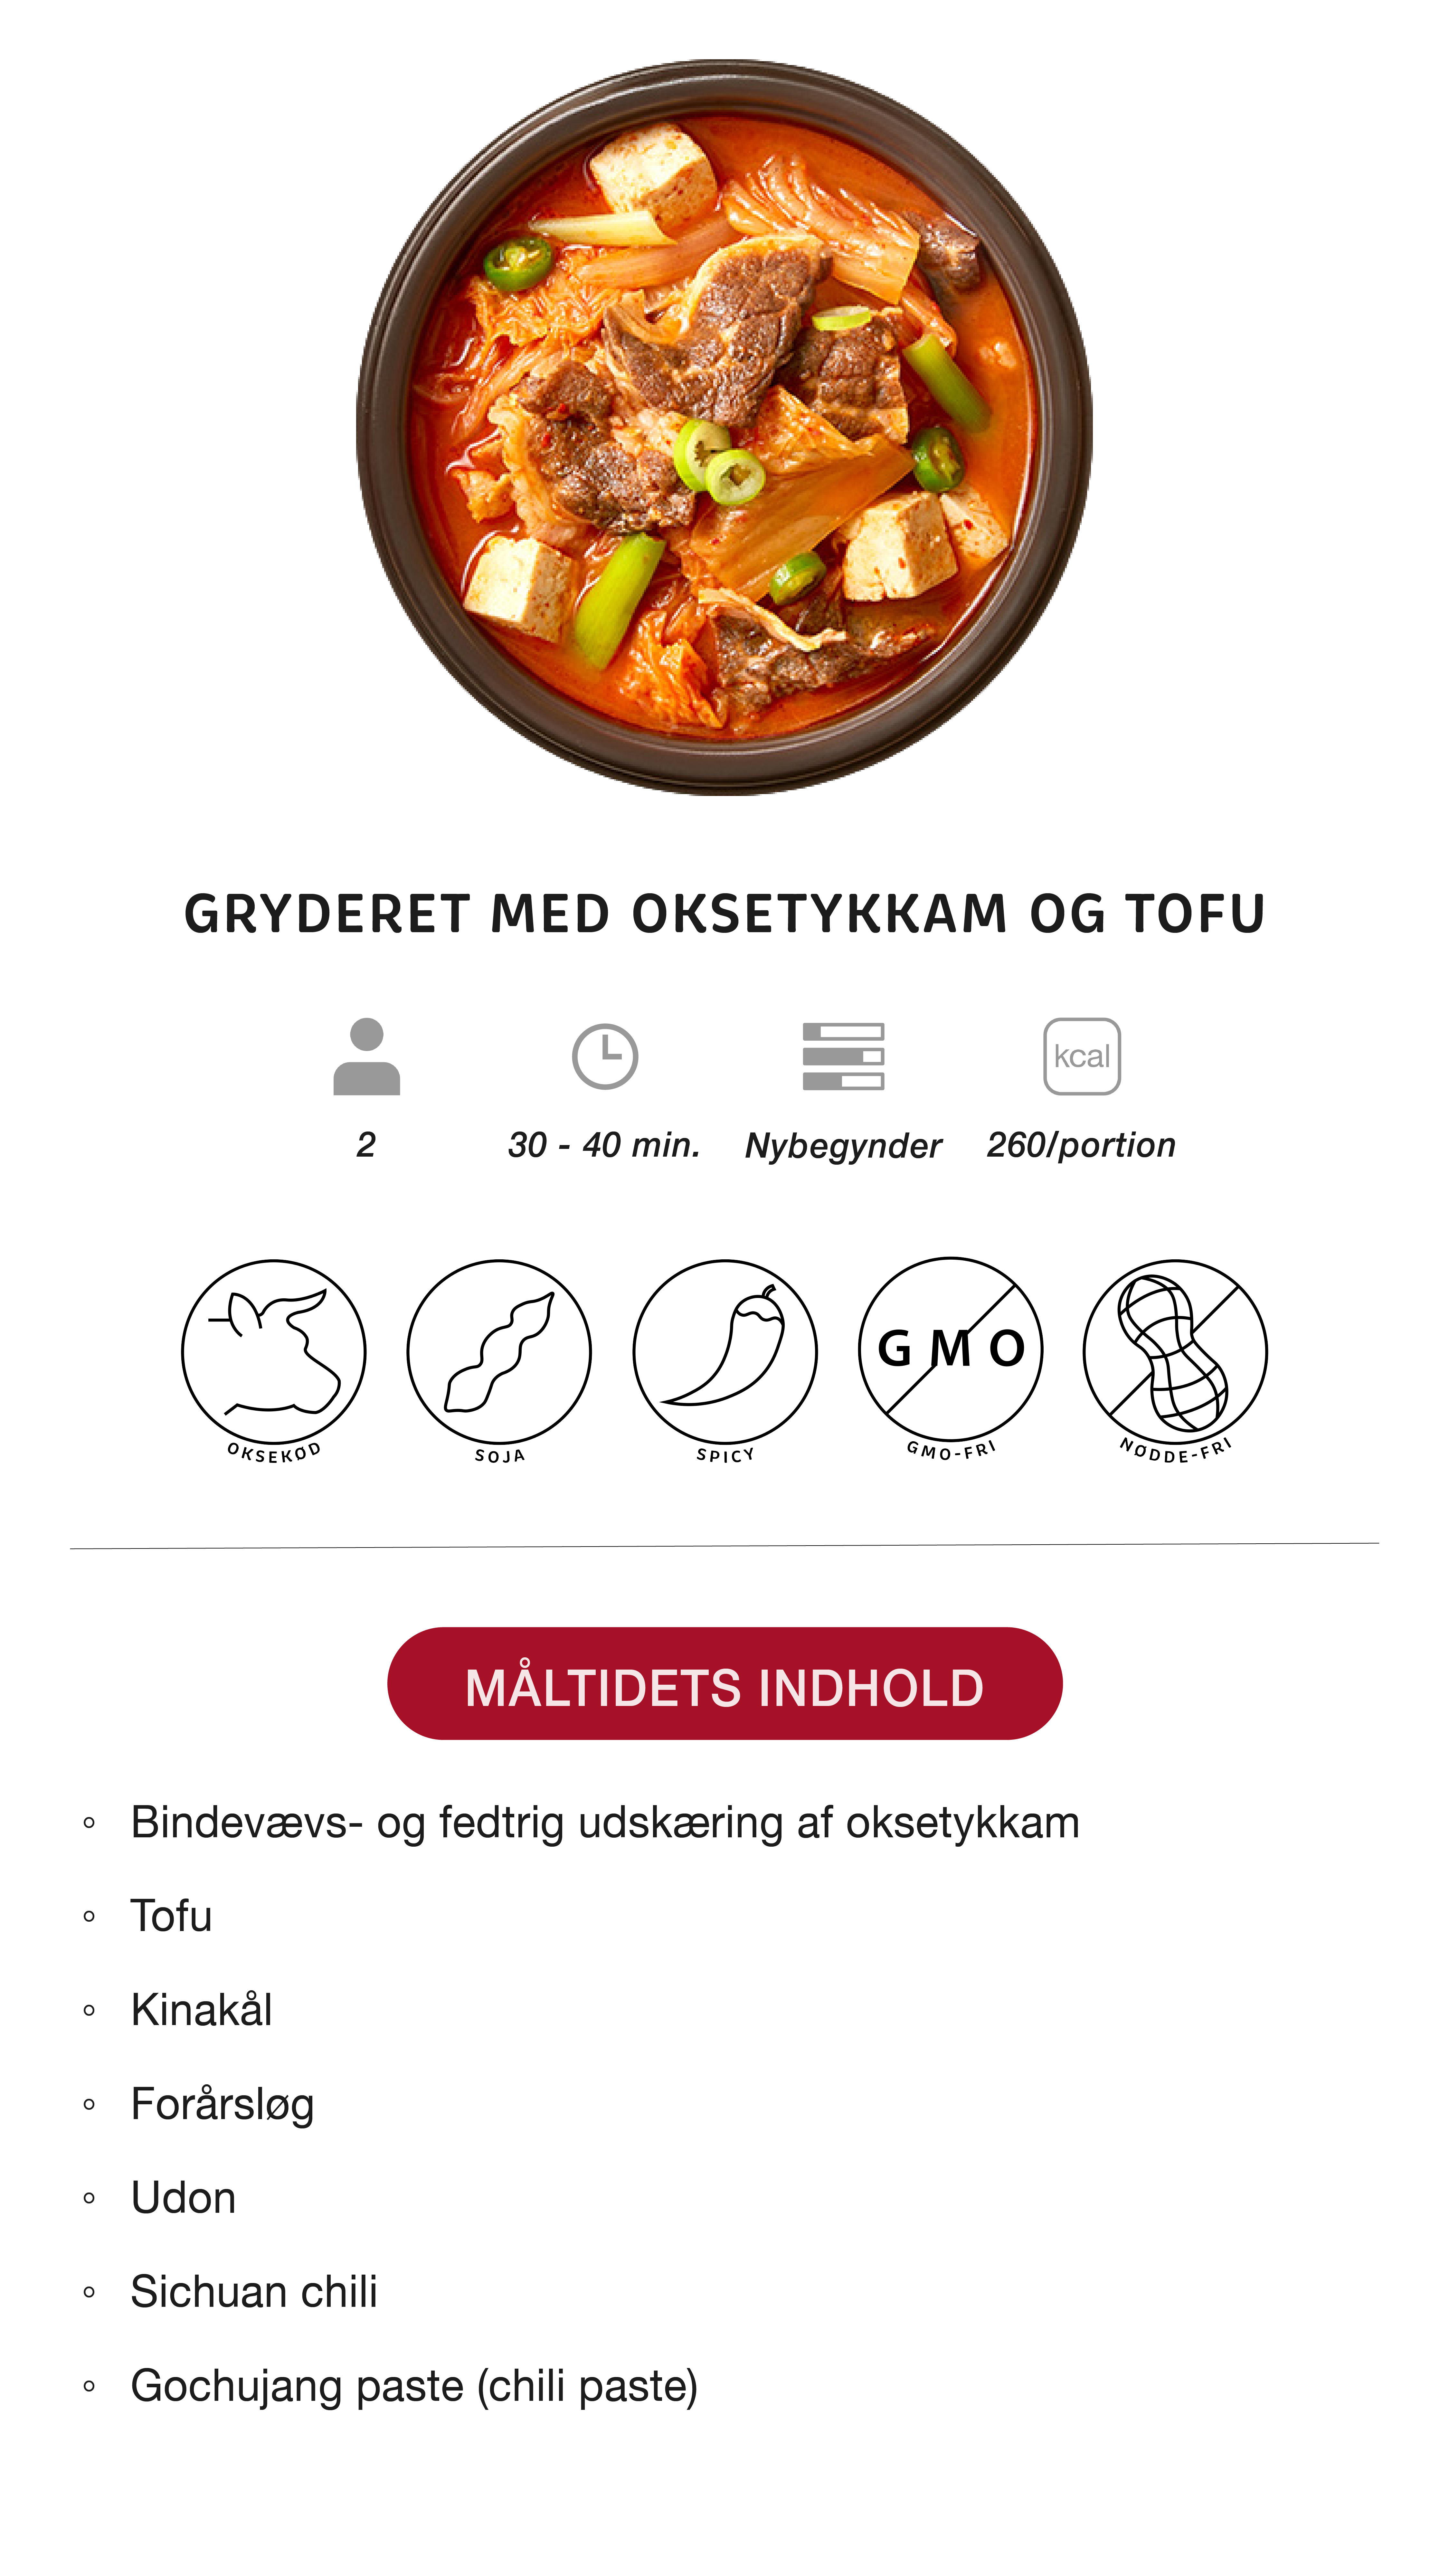 GRYDERET MED OKSETYKKAM OG TOFU
kcal
2
30 - 40 min.
Nybegynder
260/portion
GMO
OKSEKØD
SOJA
SPICY
GMO-FRI
NØDDE-FRI
MÅLTIDETS INDHOLD
Bindevævs- og fedtrig udskæring af oksetykkam
Tofu
Kinakål
Forårsløg
Udon
Sichuan chili
Gochujang paste (chili paste)